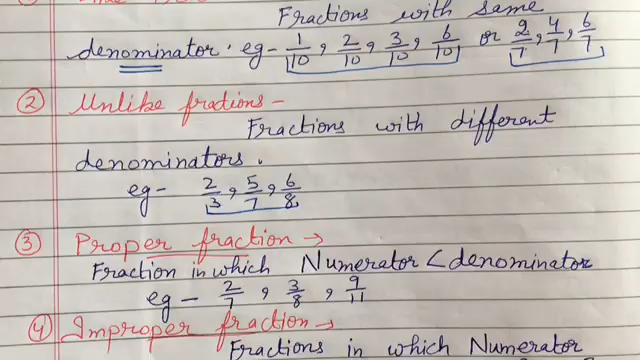 Fractions with same
denominator. eg- 1/10, 2/10, 3/10, 6/10 or 2/7, 4/7, 6/7
② Unlike frations-
Fractions with different
denominators.
eg- 2/3, 5/7, 6/8
③ Proper fraction →
Fraction in which Numerator < denominator
eg - 2/7, 3/8, 9/11
④ Improper fraction →
Fractions in which Numerator